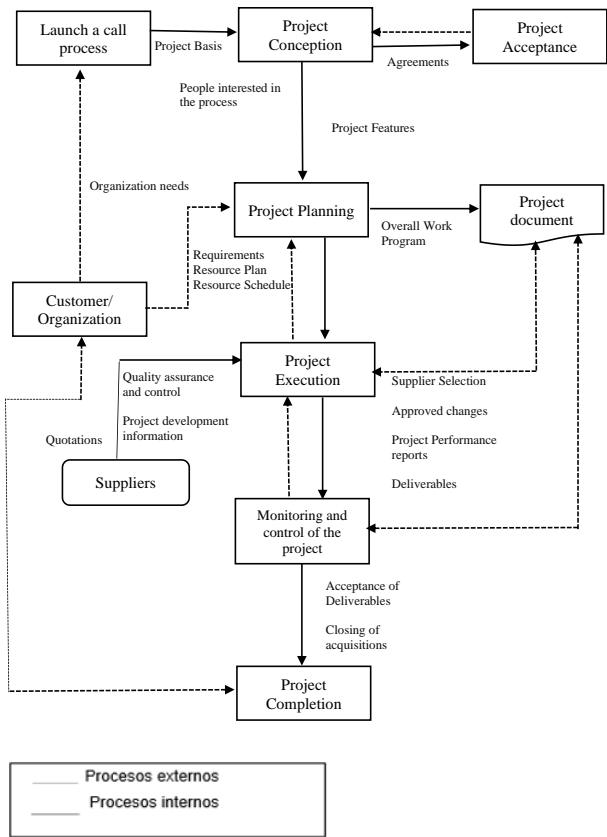 Launch a call
process
Project Basis
Project
Conception
Agreements
Project
Acceptance
People interested in
the process
Project Features
Organization needs
Project Planning
Overall Work
Program
Project
document
Requirements
Resource Plan
Resource Schedule
Customer/
Organization
Project
Execution
Quality assurance
and control
Project development
information
Supplier Selection
Approved changes
Project Performance
reports
Deliverables
Quotations
Suppliers
Monitoring and
control of the
project
Acceptance of
Deliverables
Closing of
acquisitions
Project
Completion
Procesos externos
Procesos internos